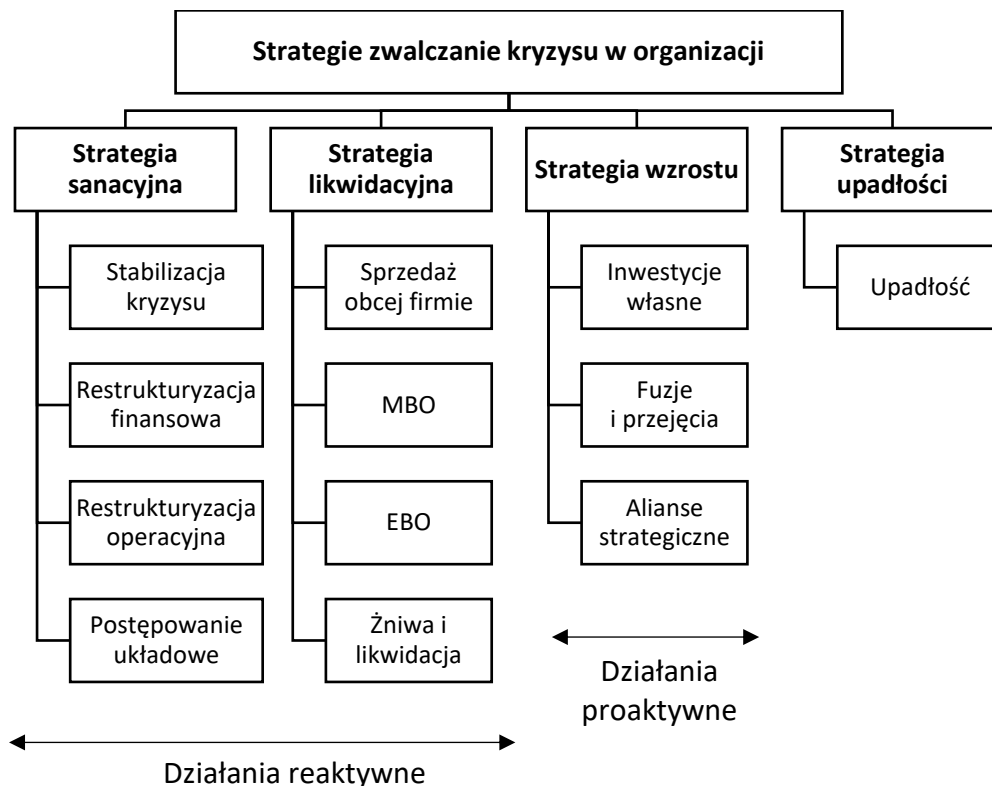 Strategie zwalczanie kryzysu w organizacji
Strategia
sanacyjna
Strategia
likwidacyjna
Strategia wzrostu
Strategia
upadłości
Stabilizacja
kryzysu
Sprzedaż
obcej firmie
Inwestycje
własne
Upadłość
Restrukturyzacja
finansowa
MBO
Fuzje
i przejęcia
Restrukturyzacja
operacyjna
EBO
Alianse
strategiczne
Postępowanie
układowe
Żniwa i
likwidacja
Działania
proaktywne
Działania reaktywne